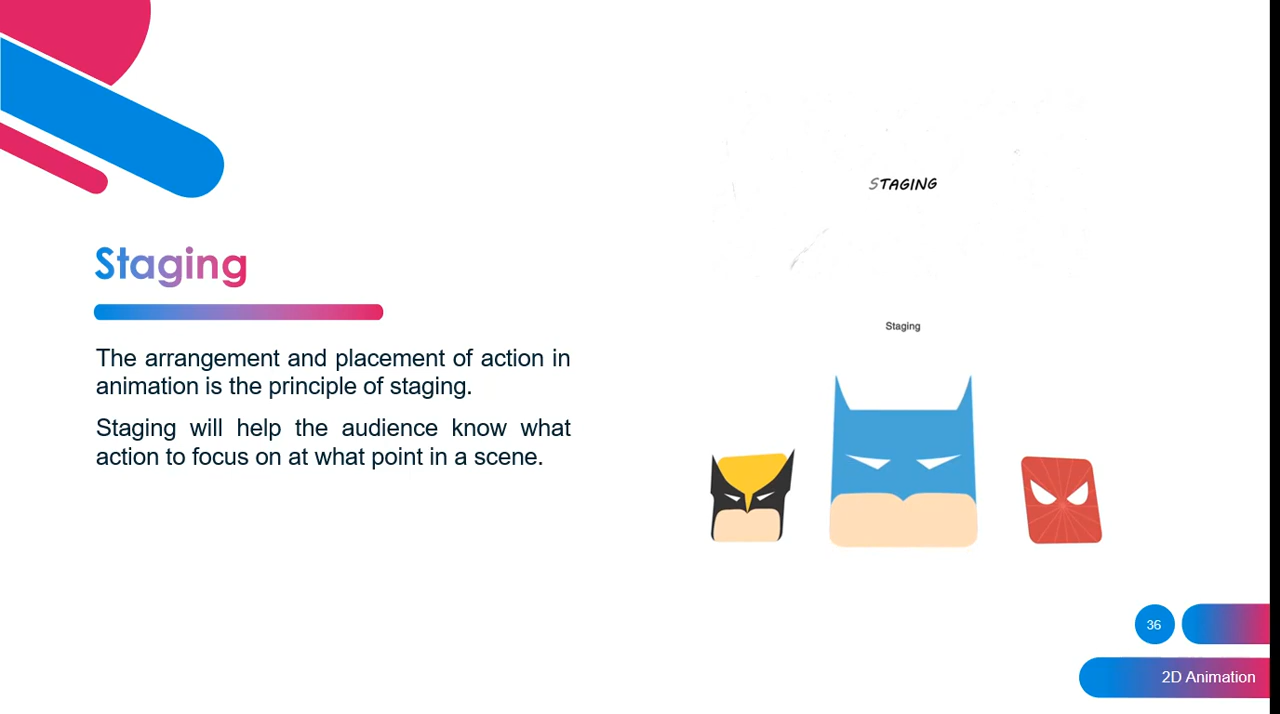 Staging
The arrangement and placement of action in
animation is the principle of staging.
Staging will help the audience know what
action to focus on at what point in a scene.
STAGING
Staging
36
2D Animation